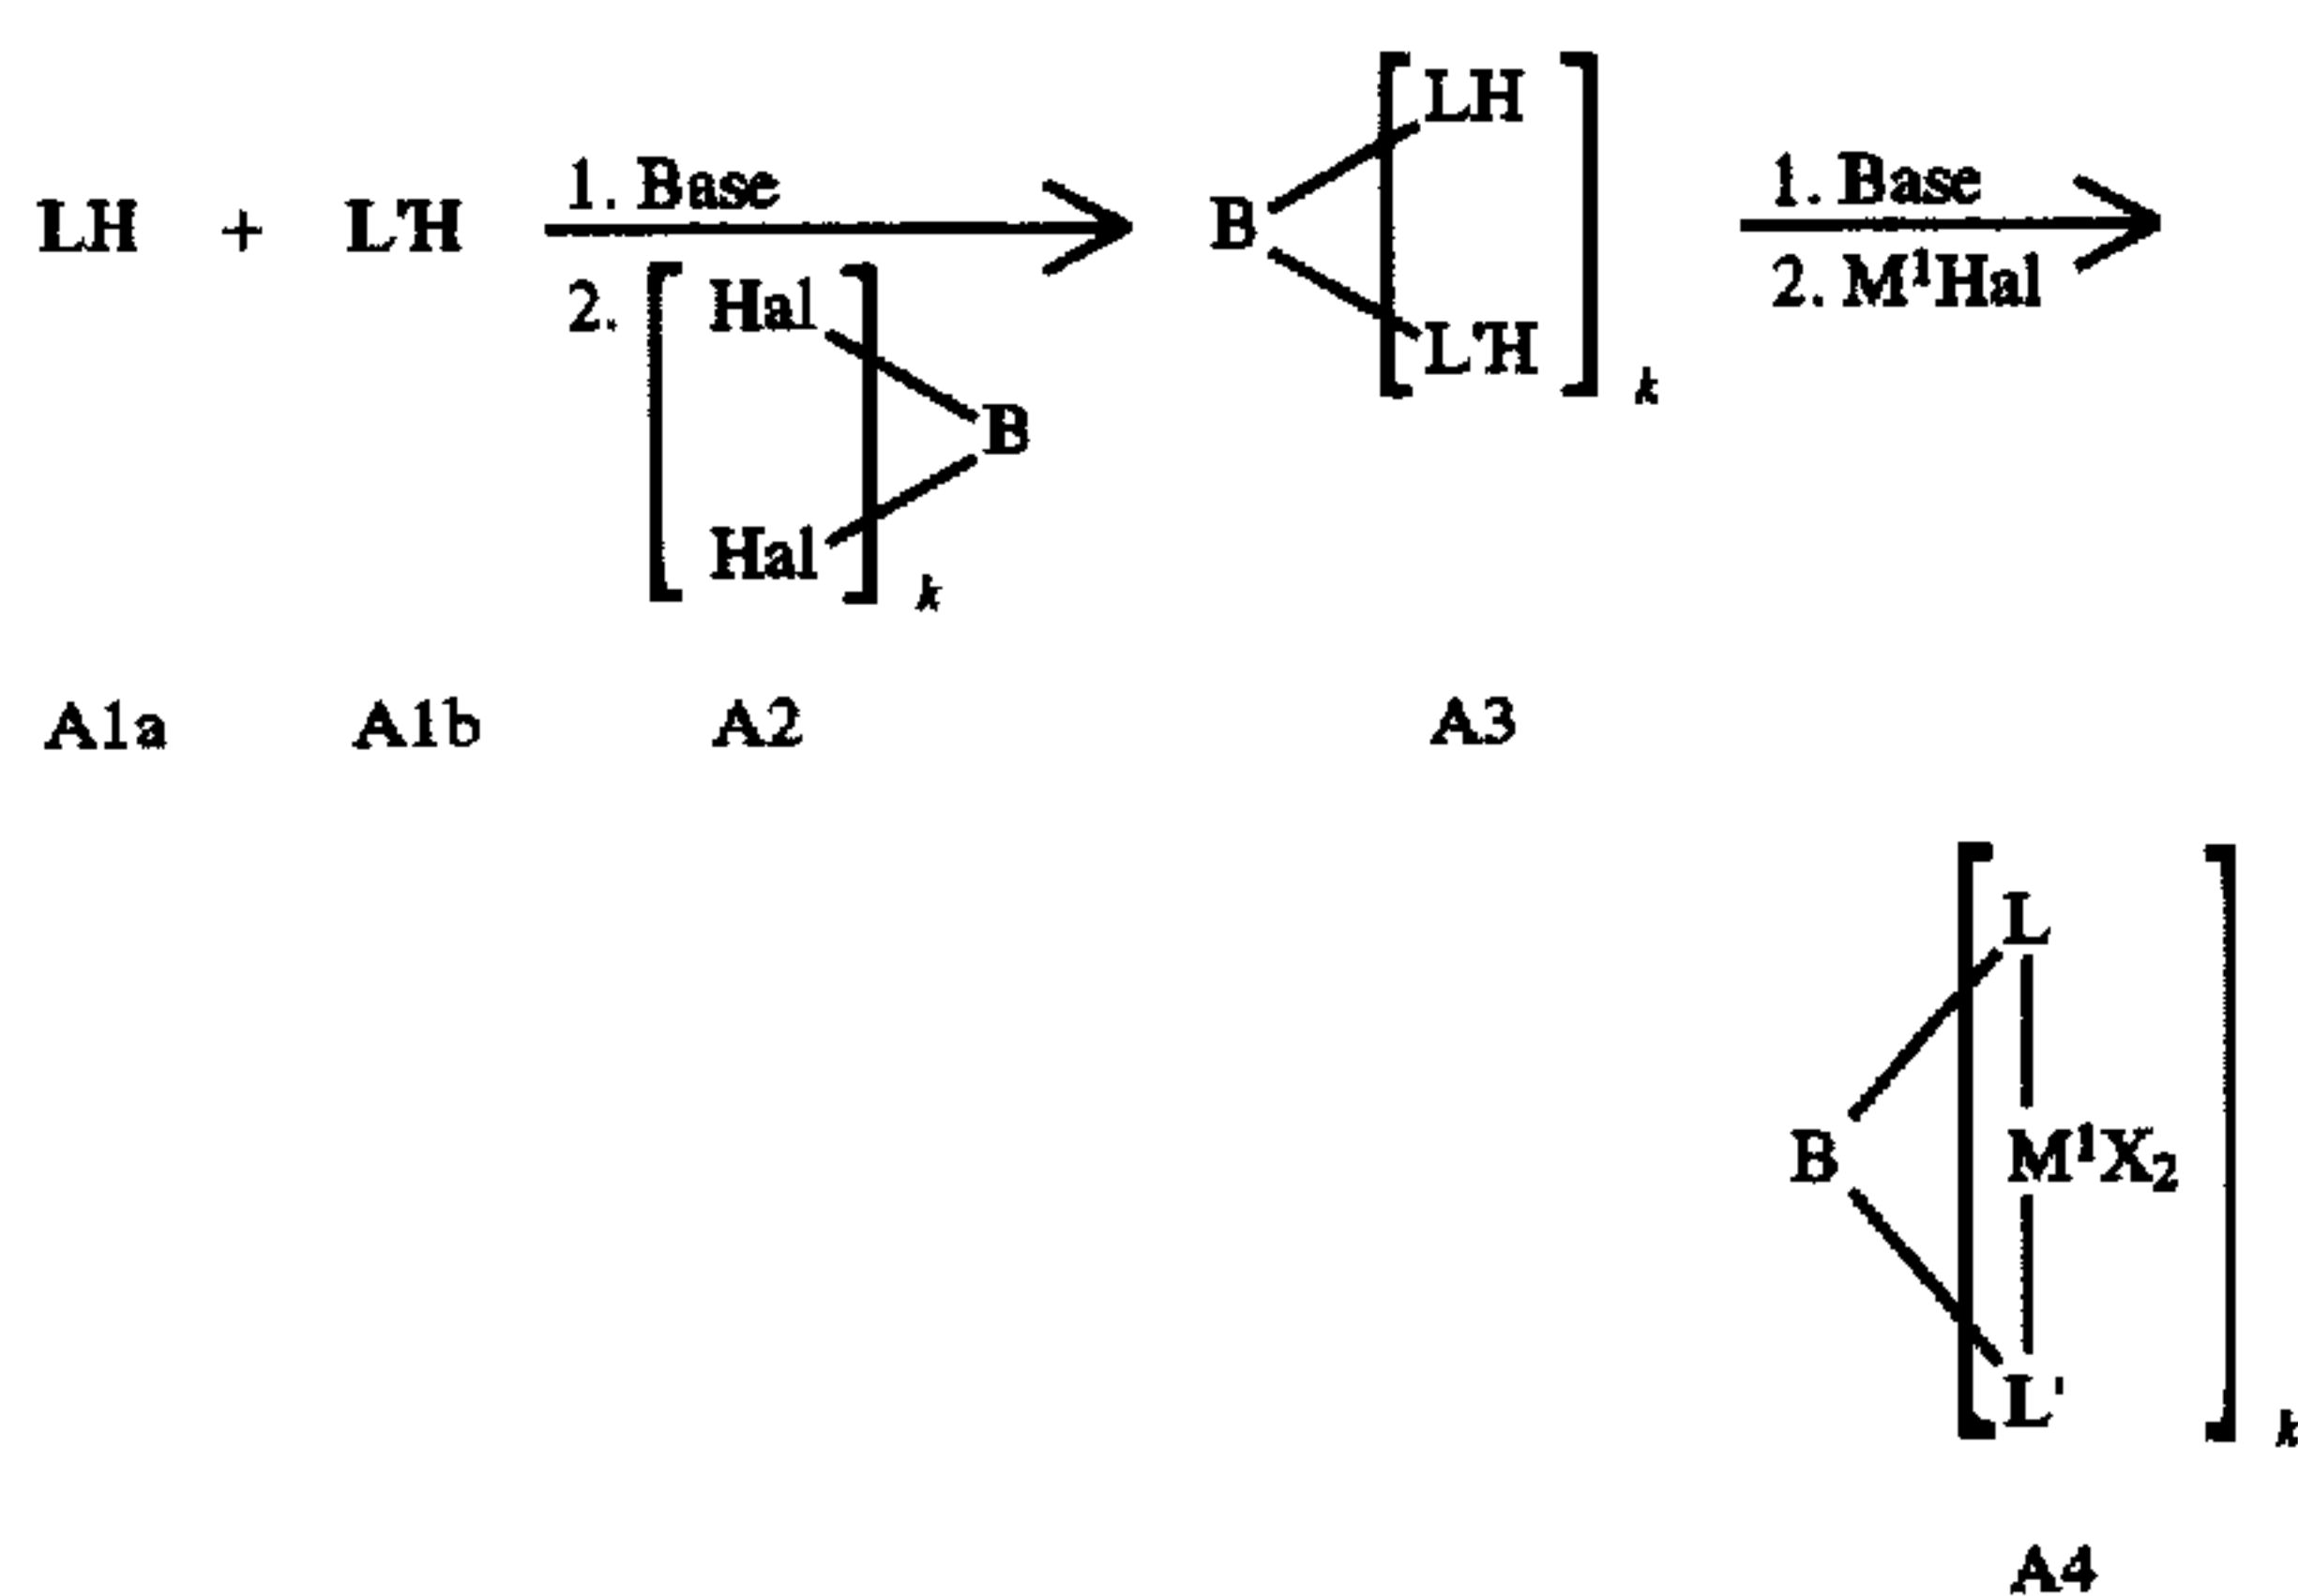 LH + L'H 1. Base
2. [ Hal Hal ] B k
B [ LH L'H ] k
1. Base
2. M¹Hal
A1a A1b A2 A3
B [ L M¹X₂ L' ] k
A4